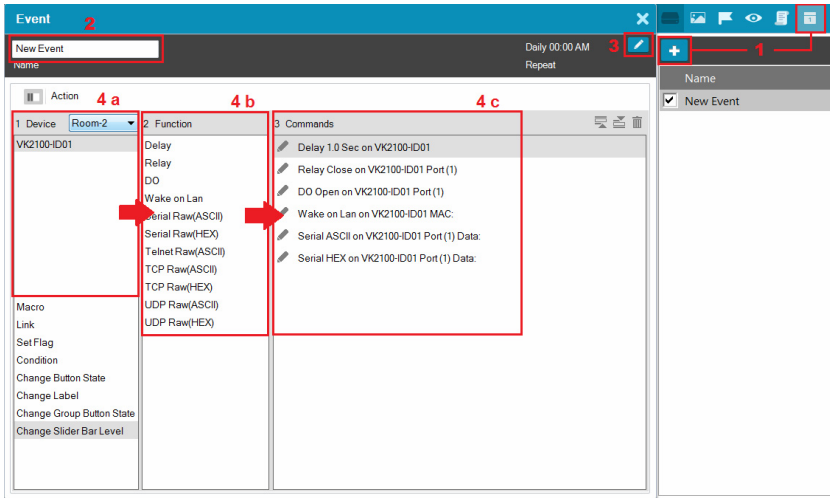 Event
2
New Event
Name
Daily 00:00 AM
Repeat
3
1
Name
New Event
Action
4 a
4 b
4 c
1 Device Room-2
2 Function
3 Commands
VK2100-ID01
Macro
Link
Set Flag
Condition
Change Button State
Change Label
Change Group Button State
Change Slider Bar Level
Delay
Relay
DO
Wake on Lan
Serial Raw(ASCII)
Serial Raw(HEX)
Telnet Raw(ASCII)
TCP Raw(ASCII)
TCP Raw(HEX)
UDP Raw(ASCII)
UDP Raw(HEX)
Delay 1.0 Sec on VK2100-ID01
Relay Close on VK2100-ID01 Port (1)
DO Open on VK2100-ID01 Port (1)
Wake on Lan on VK2100-ID01 MAC:
Serial ASCII on VK2100-ID01 Port (1) Data:
Serial HEX on VK2100-ID01 Port (1) Data: